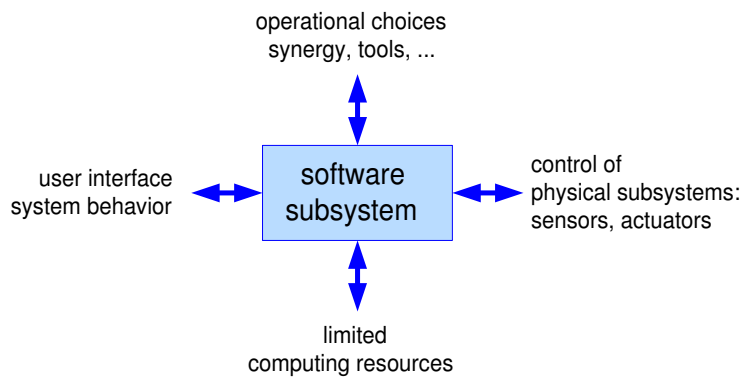 operational choices
synergy, tools, ...
user interface
system behavior
software
subsystem
control of
physical subsystems:
sensors, actuators
limited
computing resources